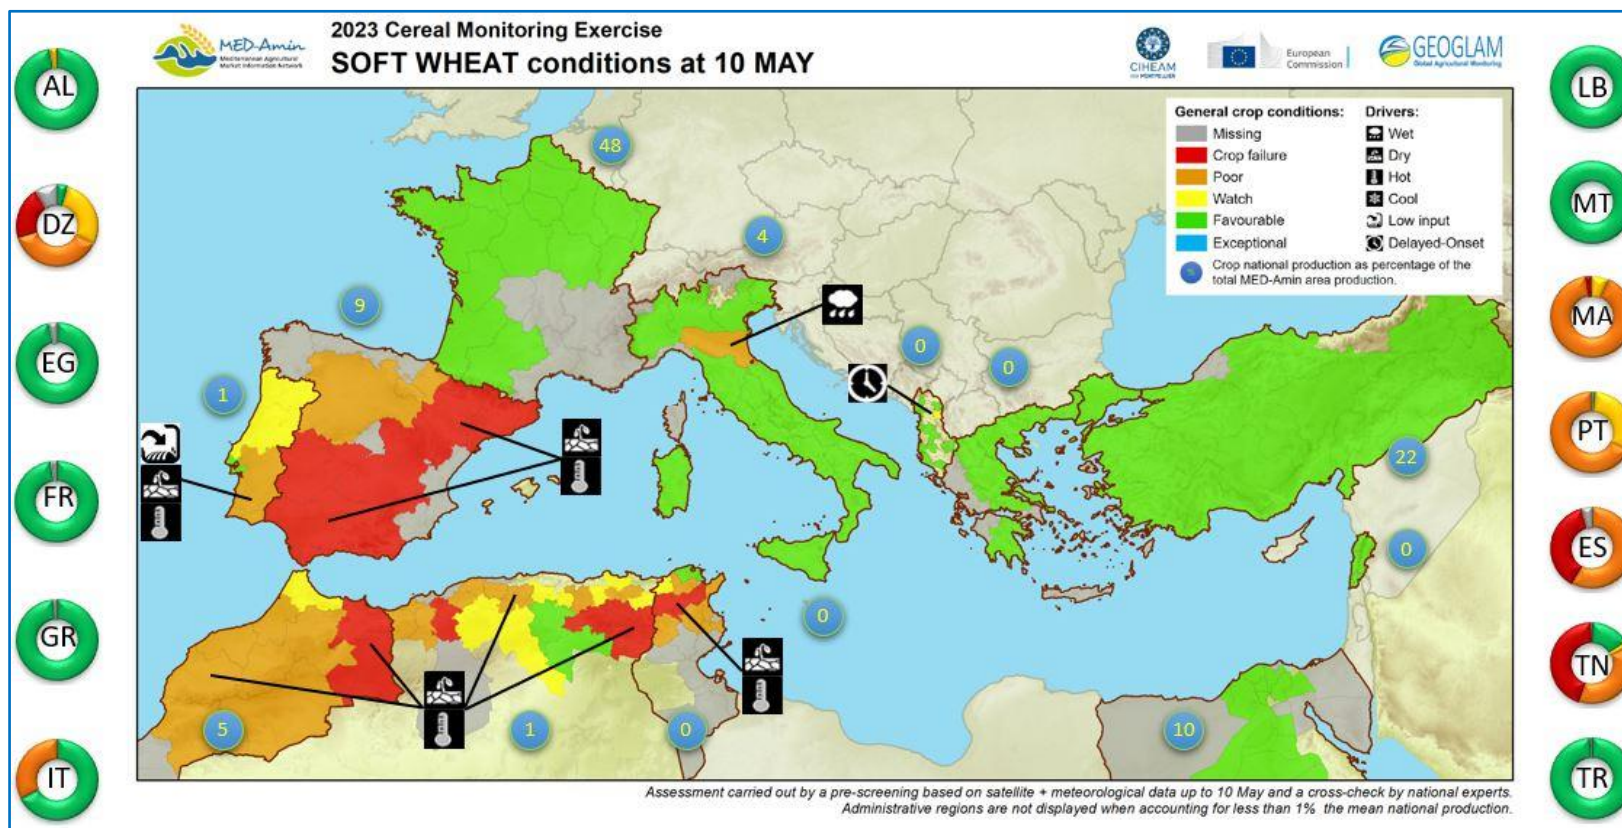 2023 Cereal Monitoring Exercise
SOFT WHEAT conditions at 10 MAY
MED-Amin
Mediterranean Agricultural
Market Information Network
CIHEAM
European
Commission
GEOGLAM
Global Agricultural Monitoring
AL
DZ
EG
FR
GR
IT
LB
MT
MA
PT
ES
TN
TR
General crop conditions:
Missing
Crop failure
Poor
Watch
Favourable
Exceptional
Drivers:
Wet
Dry
Hot
Cool
Low input
Delayed-Onset
Crop national production as percentage of the
total MED-Amin area production.
48
4
9
1
0
0
22
0
0
5
1
0
10
Assessment carried out by a pre-screening based on satellite + meteorological data up to 10 May and a cross-check by national experts.
Administrative regions are not displayed when accounting for less than 1% the mean national production.